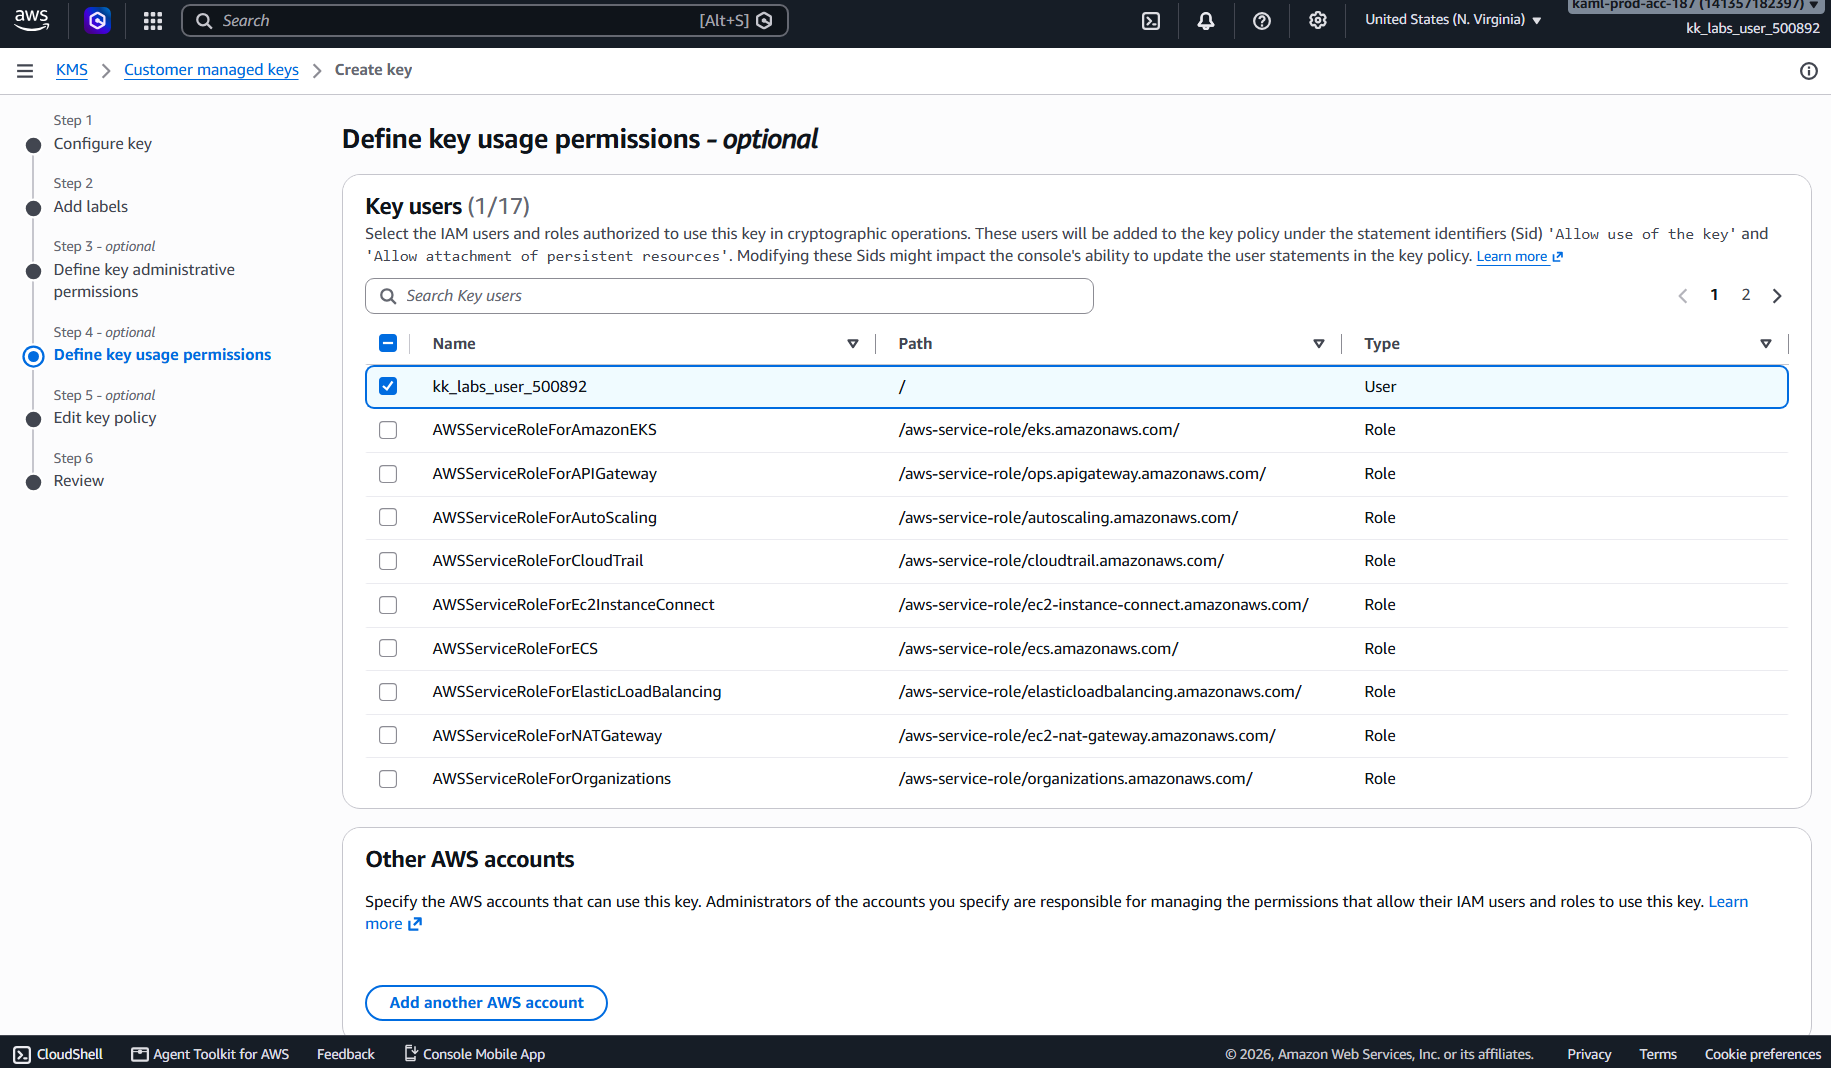 aws
Search
[Alt+S]
United States (N. Virginia)
kaml-prod-acc-187 (141357182397)
kk_labs_user_500892
KMS
Customer managed keys
Create key
Step 1
Configure key
Step 2
Add labels
Step 3 - optional
Define key administrative
permissions
Step 4 - optional
Define key usage permissions
Step 5 - optional
Edit key policy
Step 6
Review
Define key usage permissions - optional
Key users (1/17)
Select the IAM users and roles authorized to use this key in cryptographic operations. These users will be added to the key policy under the statement identifiers (Sid) 'Allow use of the key' and
'Allow attachment of persistent resources'. Modifying these Sids might impact the console's ability to update the user statements in the key policy. Learn more
Search Key users
1 2
Name Path Type
kk_labs_user_500892 / User
AWSServiceRoleForAmazonEKS /aws-service-role/eks.amazonaws.com/ Role
AWSServiceRoleForAPIGateway /aws-service-role/ops.apigateway.amazonaws.com/ Role
AWSServiceRoleForAutoScaling /aws-service-role/autoscaling.amazonaws.com/ Role
AWSServiceRoleForCloudTrail /aws-service-role/cloudtrail.amazonaws.com/ Role
AWSServiceRoleForEc2InstanceConnect /aws-service-role/ec2-instance-connect.amazonaws.com/ Role
AWSServiceRoleForECS /aws-service-role/ecs.amazonaws.com/ Role
AWSServiceRoleForElasticLoadBalancing /aws-service-role/elasticloadbalancing.amazonaws.com/ Role
AWSServiceRoleForNATGateway /aws-service-role/ec2-nat-gateway.amazonaws.com/ Role
AWSServiceRoleForOrganizations /aws-service-role/organizations.amazonaws.com/ Role
Other AWS accounts
Specify the AWS accounts that can use this key. Administrators of the accounts you specify are responsible for managing the permissions that allow their IAM users and roles to use this key. Learn
more
Add another AWS account
CloudShell
Agent Toolkit for AWS
Feedback
Console Mobile App
© 2026, Amazon Web Services, Inc. or its affiliates.
Privacy
Terms
Cookie preferences